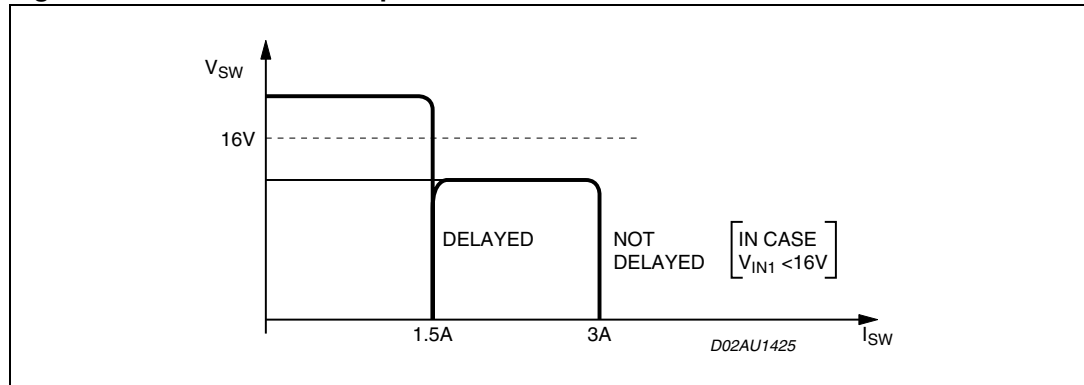 V_SW
16V
DELAYED
NOT
DELAYED
IN CASE
V_IN1 <16V
1.5A
3A
I_SW
D02AU1425